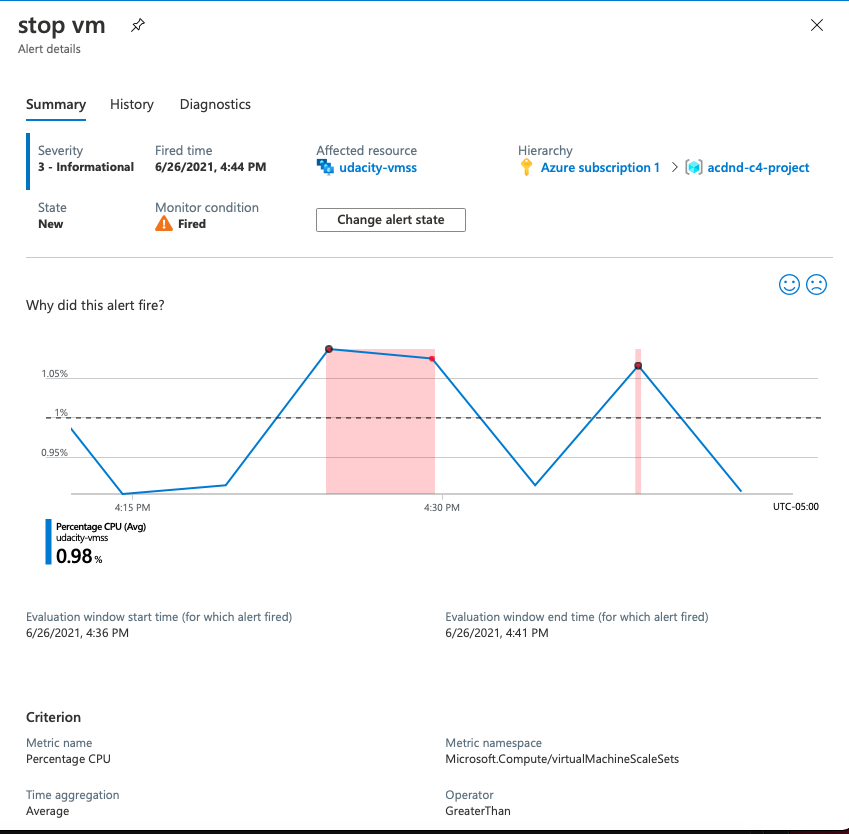 stop vm
Alert details
Summary History Diagnostics
Severity Fired time Affected resource Hierarchy
3 - Informational 6/26/2021, 4:44 PM udacity-vmss Azure subscription 1 > acdnd-c4-project
State Monitor condition
New Fired Change alert state
Why did this alert fire?
1.05%
1%
0.95%
4:15 PM 4:30 PM UTC-05:00
Percentage CPU (Avg)
udacity-vmss
0.98 %
Evaluation window start time (for which alert fired) Evaluation window end time (for which alert fired)
6/26/2021, 4:36 PM 6/26/2021, 4:41 PM
Criterion
Metric name Metric namespace
Percentage CPU Microsoft.Compute/virtualMachineScaleSets
Time aggregation Operator
Average GreaterThan